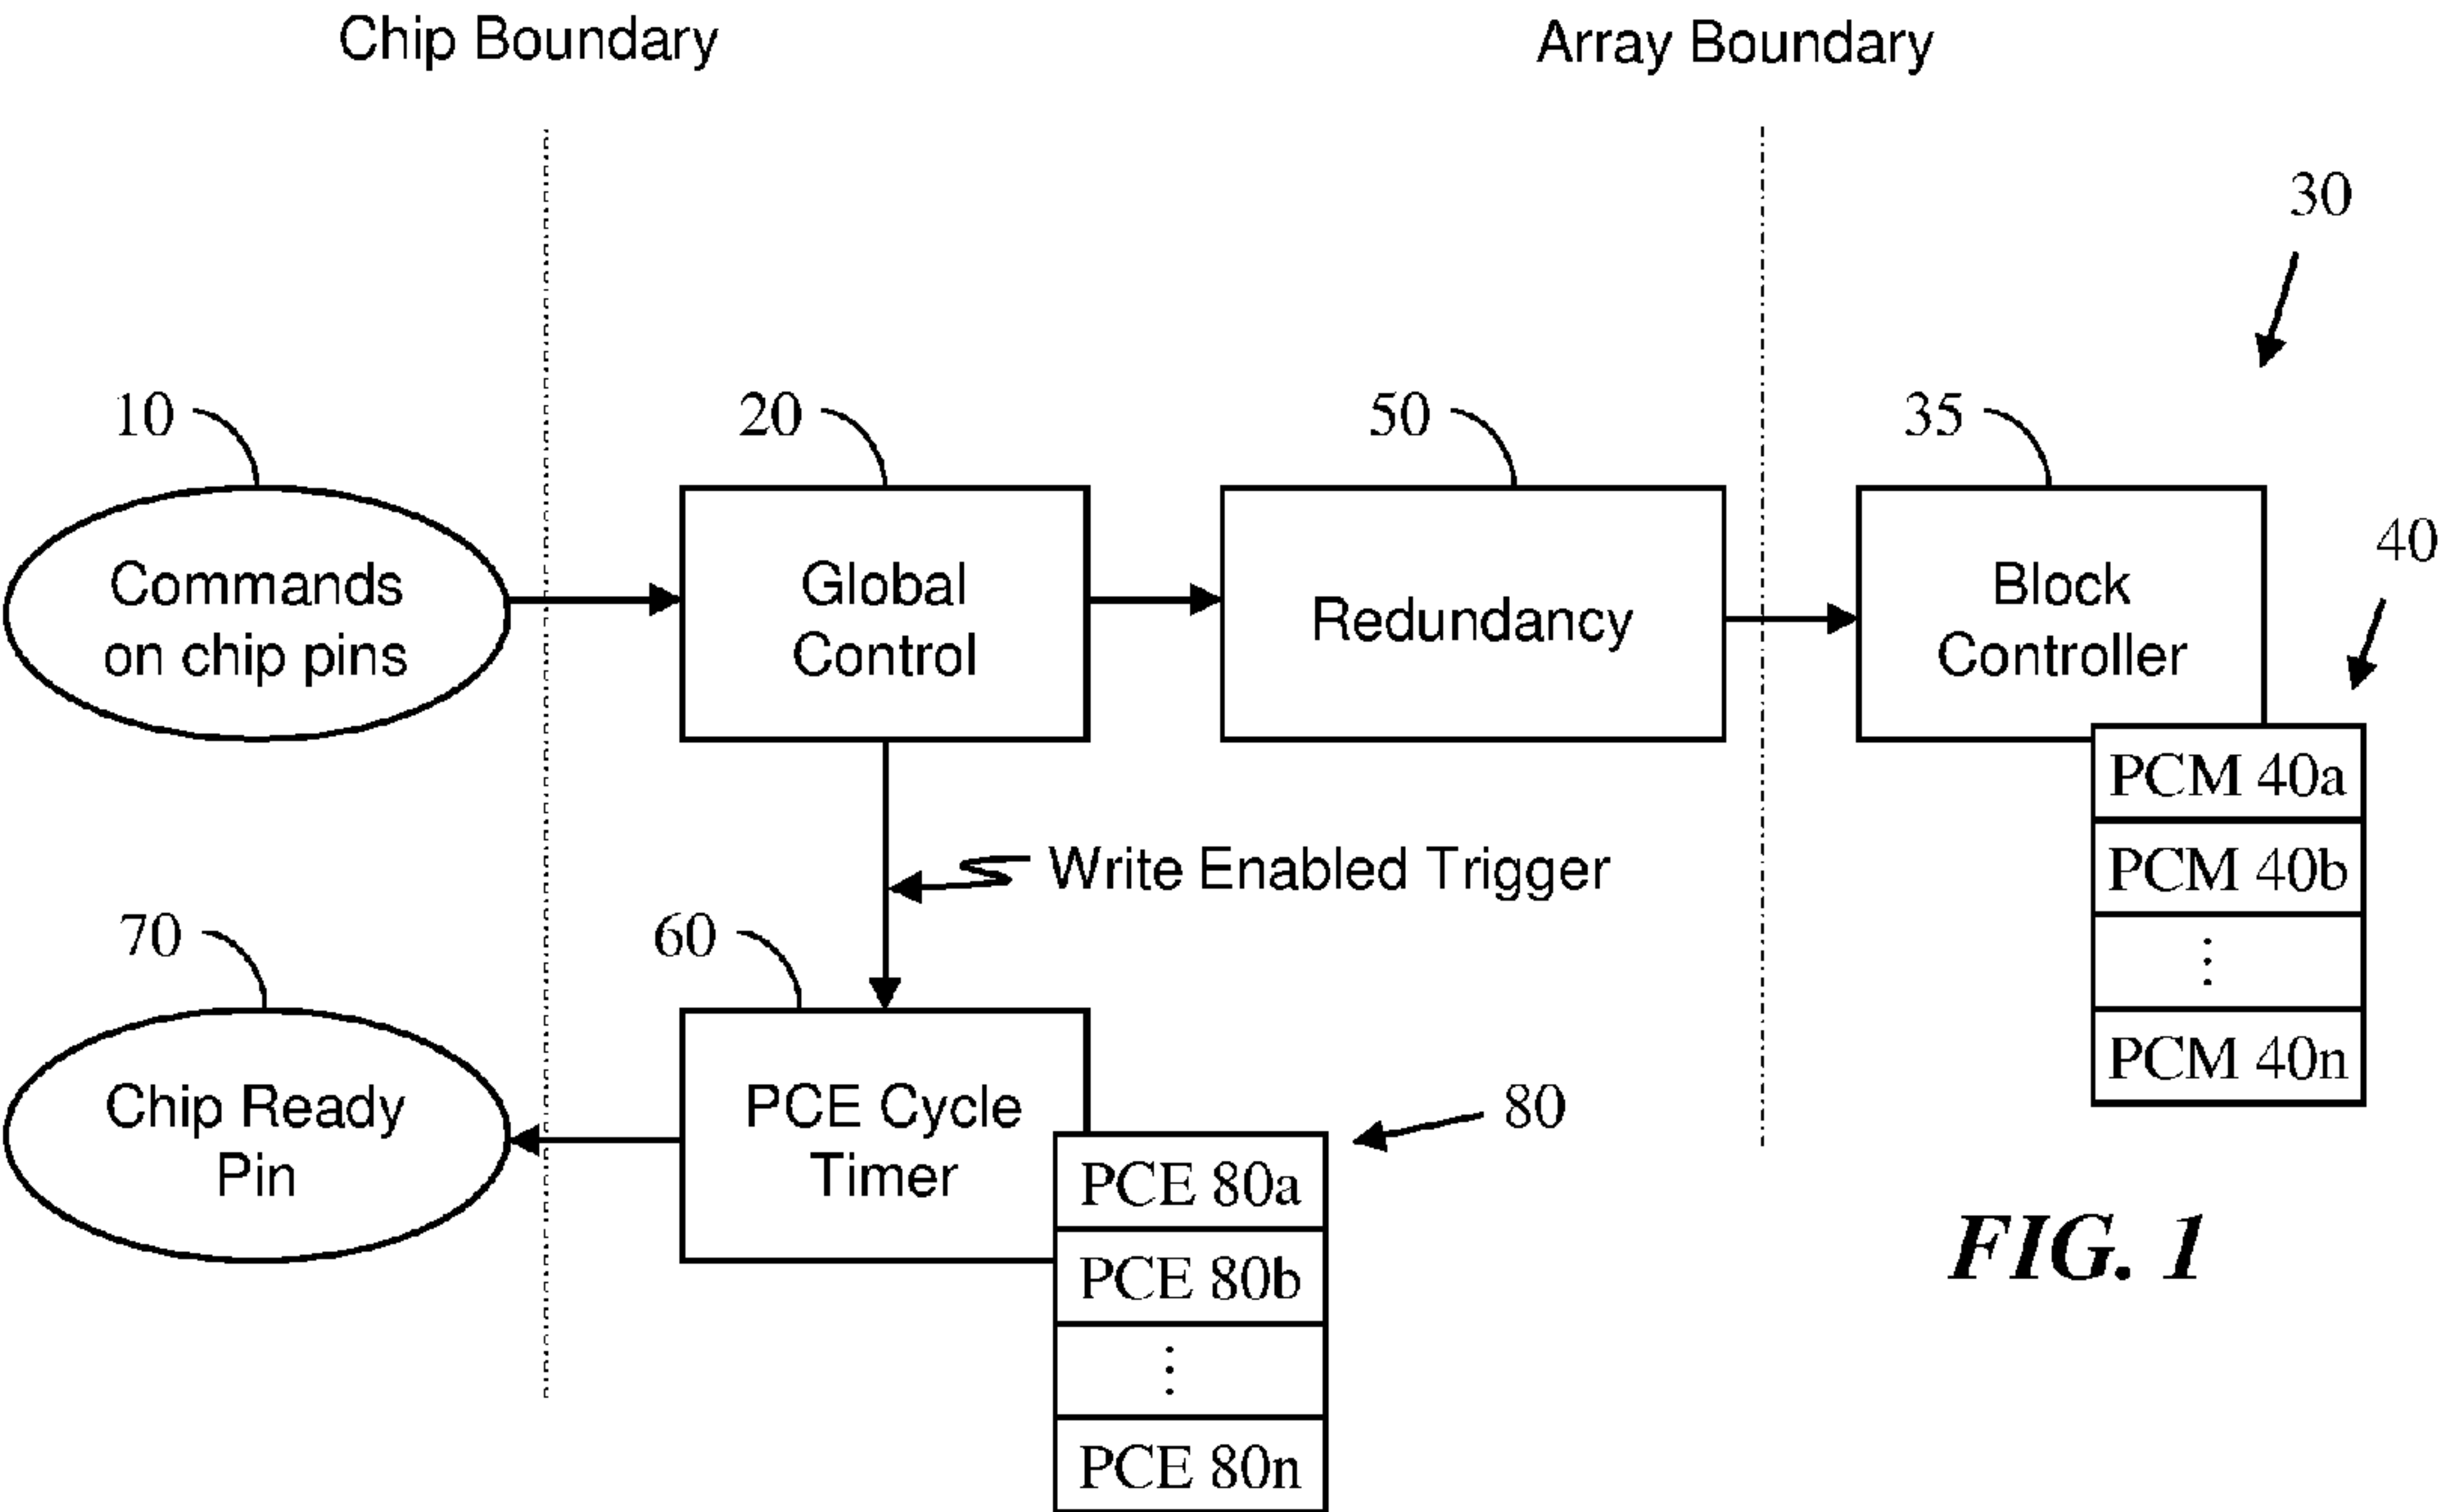 Chip Boundary
Array Boundary
30
10
20
50
35
40
Commands
on chip pins
Global
Control
Redundancy
Block
Controller
PCM 40a
PCM 40b
⋮
PCM 40n
Write Enabled Trigger
70
60
80
Chip Ready
Pin
PCE Cycle
Timer
PCE 80a
PCE 80b
⋮
PCE 80n
FIG. 1